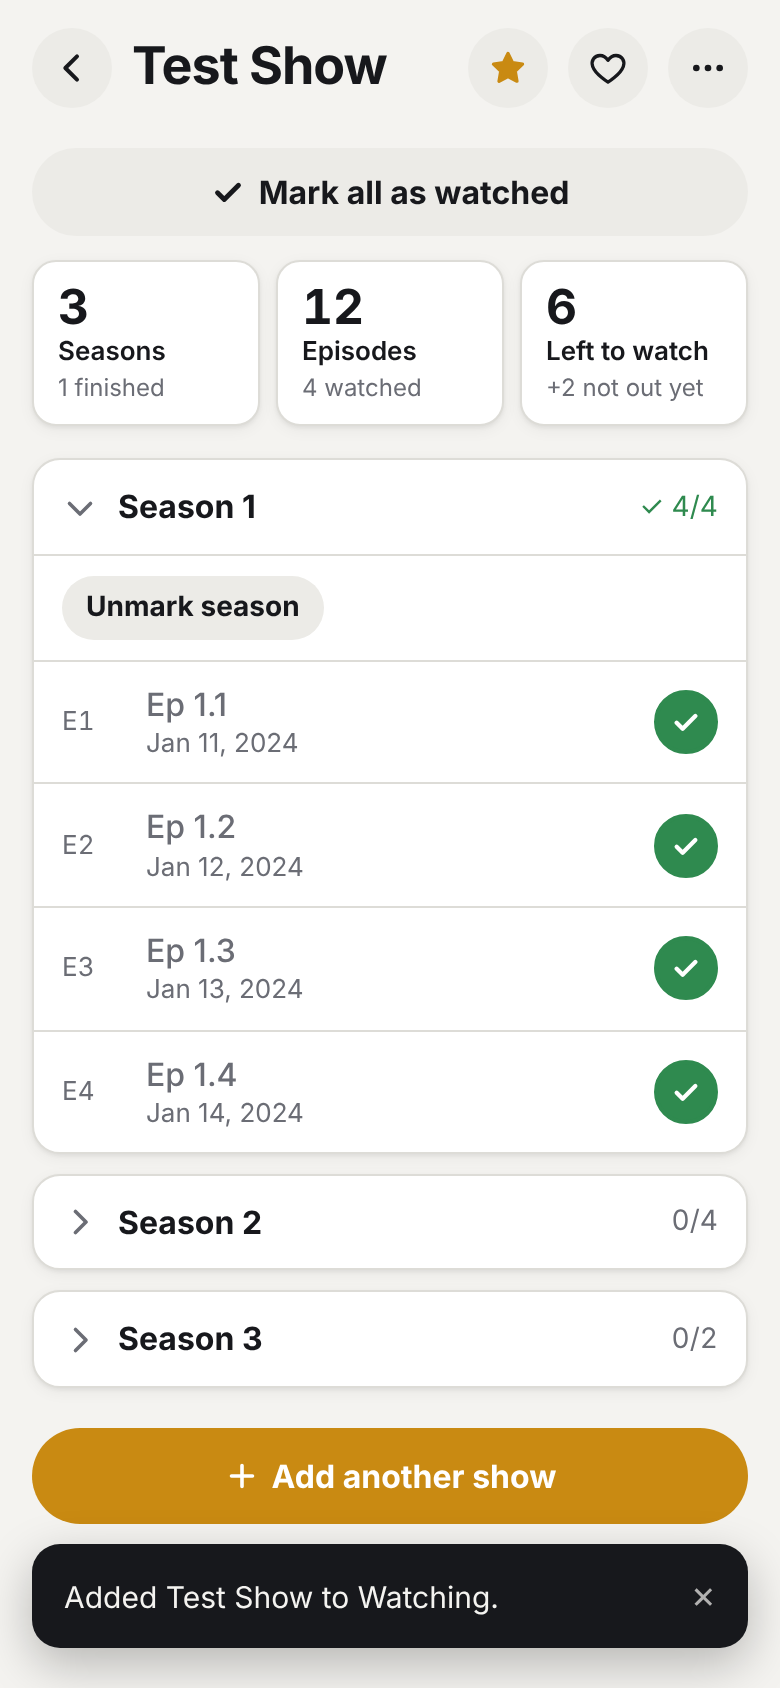 Test Show
Mark all as watched
3
Seasons
1 finished
12
Episodes
4 watched
6
Left to watch
+2 not out yet
Season 1
4/4
Unmark season
E1
Ep 1.1
Jan 11, 2024
E2
Ep 1.2
Jan 12, 2024
E3
Ep 1.3
Jan 13, 2024
E4
Ep 1.4
Jan 14, 2024
Season 2
0/4
Season 3
0/2
Add another show
Added Test Show to Watching.